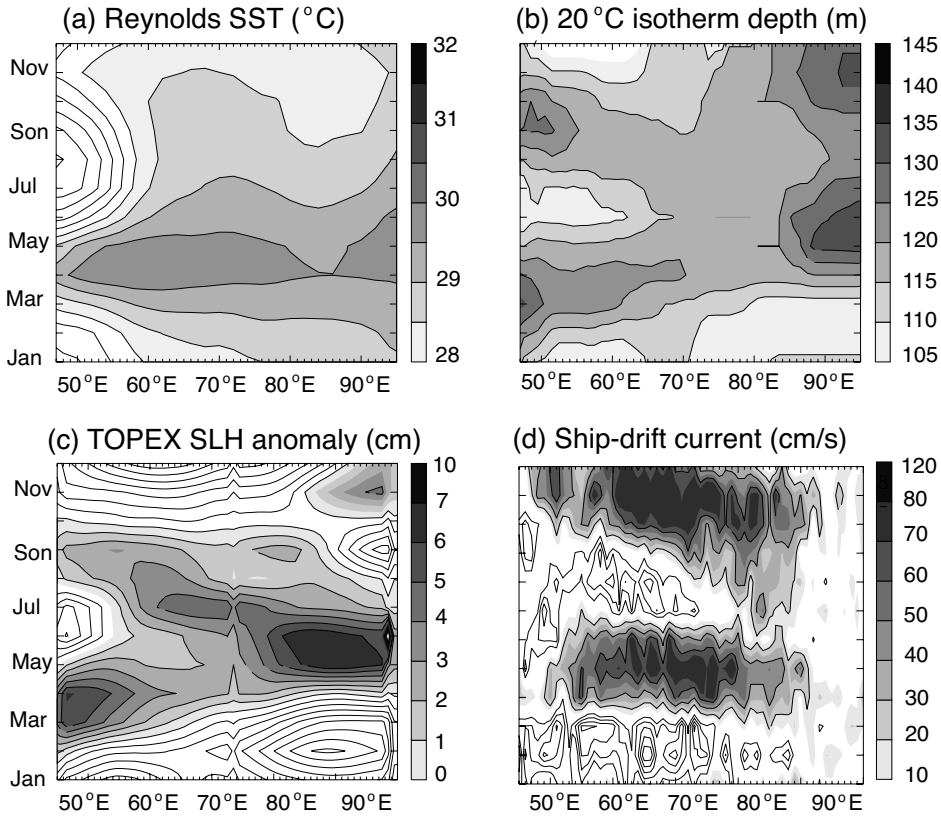 (a) Reynolds SST (°C)
Nov
Son
Jul
May
Mar
Jan
50°E 60°E 70°E 80°E 90°E
32
31
30
29
28
(b) 20°C isotherm depth (m)
50°E 60°E 70°E 80°E 90°E
145
140
135
130
125
120
115
110
105
(c) TOPEX SLH anomaly (cm)
Nov
Son
Jul
May
Mar
Jan
50°E 60°E 70°E 80°E 90°E
10
7
6
5
4
3
2
1
0
(d) Ship-drift current (cm/s)
50°E 60°E 70°E 80°E 90°E
120
80
70
60
50
40
30
20
10